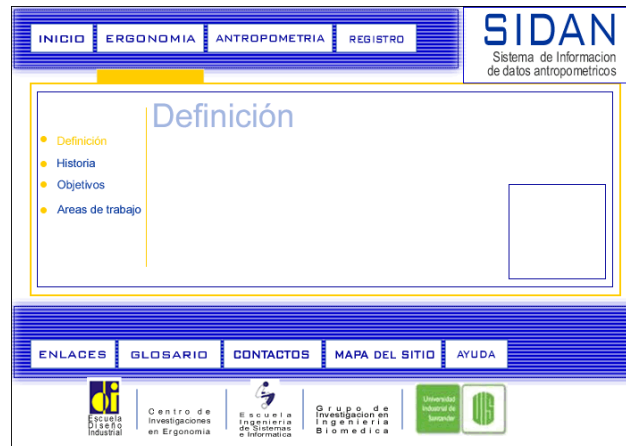 INICIO ERGONOMIA ANTROPOMETRIA REGISTRO
SIDAN
Sistema de Informacion
de datos antropometricos
Definición
Definición
Historia
Objetivos
Areas de trabajo
ENLACES GLOSARIO CONTACTOS MAPA DEL SITIO AYUDA
di
Escuela
Diseño
Industrial
Centro de
Investigaciones
en Ergonomia
Escuela
Ingenieria
de Sistemas
e Informatica
Grupo de
Investigacion en
Ingenieria
Biomedica
Universidad
Industrial de
Santander